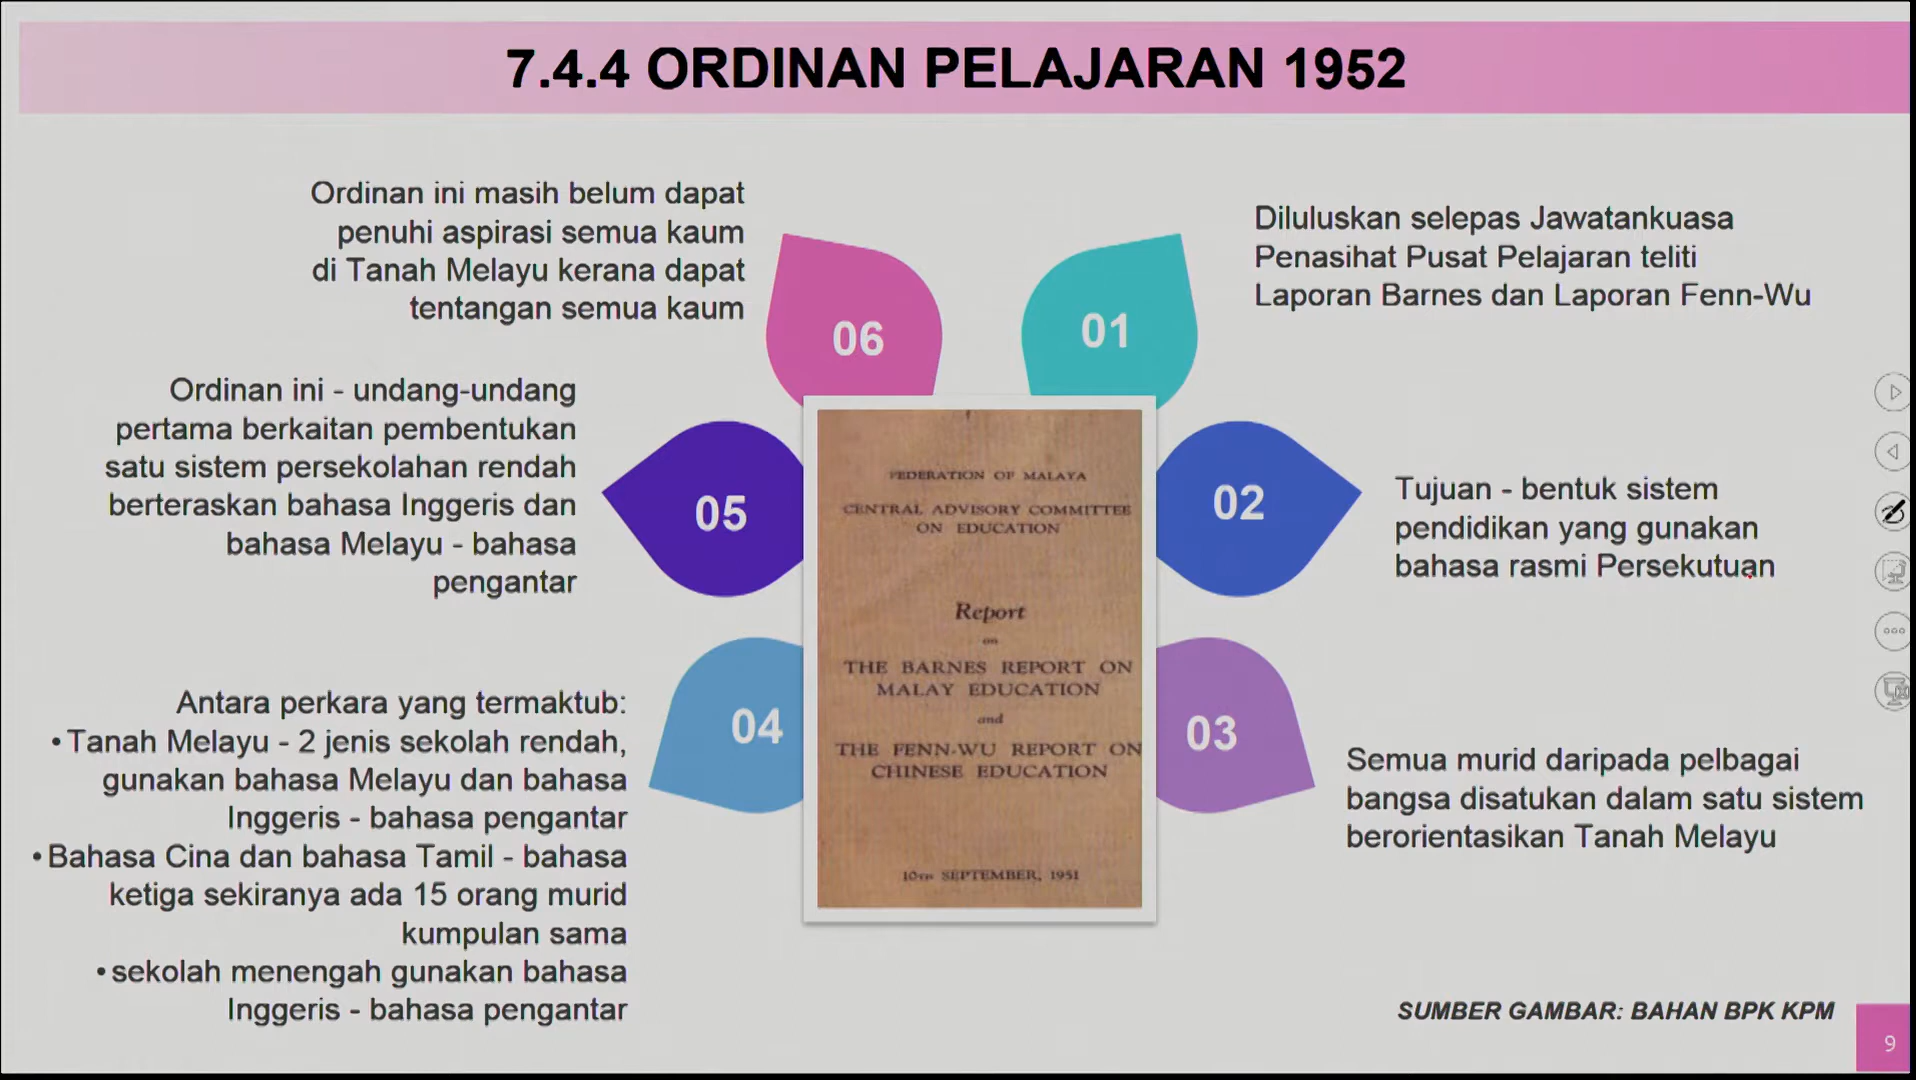 7.4.4 ORDINAN PELAJARAN 1952
01
Diluluskan selepas Jawatankuasa
Penasihat Pusat Pelajaran teliti
Laporan Barnes dan Laporan Fenn-Wu
02
Tujuan - bentuk sistem
pendidikan yang gunakan
bahasa rasmi Persekutuan
03
Semua murid daripada pelbagai
bangsa disatukan dalam satu sistem
berorientasikan Tanah Melayu
04
Antara perkara yang termaktub:
•Tanah Melayu - 2 jenis sekolah rendah,
gunakan bahasa Melayu dan bahasa
Inggeris - bahasa pengantar
•Bahasa Cina dan bahasa Tamil - bahasa
ketiga sekiranya ada 15 orang murid
kumpulan sama
•sekolah menengah gunakan bahasa
Inggeris - bahasa pengantar
05
Ordinan ini - undang-undang
pertama berkaitan pembentukan
satu sistem persekolahan rendah
berteraskan bahasa Inggeris dan
bahasa Melayu - bahasa
pengantar
06
Ordinan ini masih belum dapat
penuhi aspirasi semua kaum
di Tanah Melayu kerana dapat
tentangan semua kaum
FEDERATION OF MALAYA
CENTRAL ADVISORY COMMITTEE
ON EDUCATION
Report
on
THE BARNES REPORT ON
MALAY EDUCATION
and
THE FENN-WU REPORT ON
CHINESE EDUCATION
10TH SEPTEMBER, 1951
SUMBER GAMBAR: BAHAN BPK KPM
9